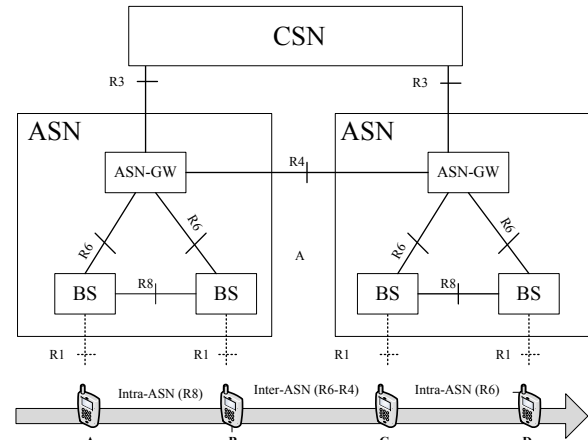 CSN
R3 R3
ASN ASN
ASN-GW R4 ASN-GW
R6 R6 R6 R6
A
BS R8 BS BS R8 BS
R1 R1 R1 R1
Intra-ASN (R8) Inter-ASN (R6-R4) Intra-ASN (R6)
A B C D